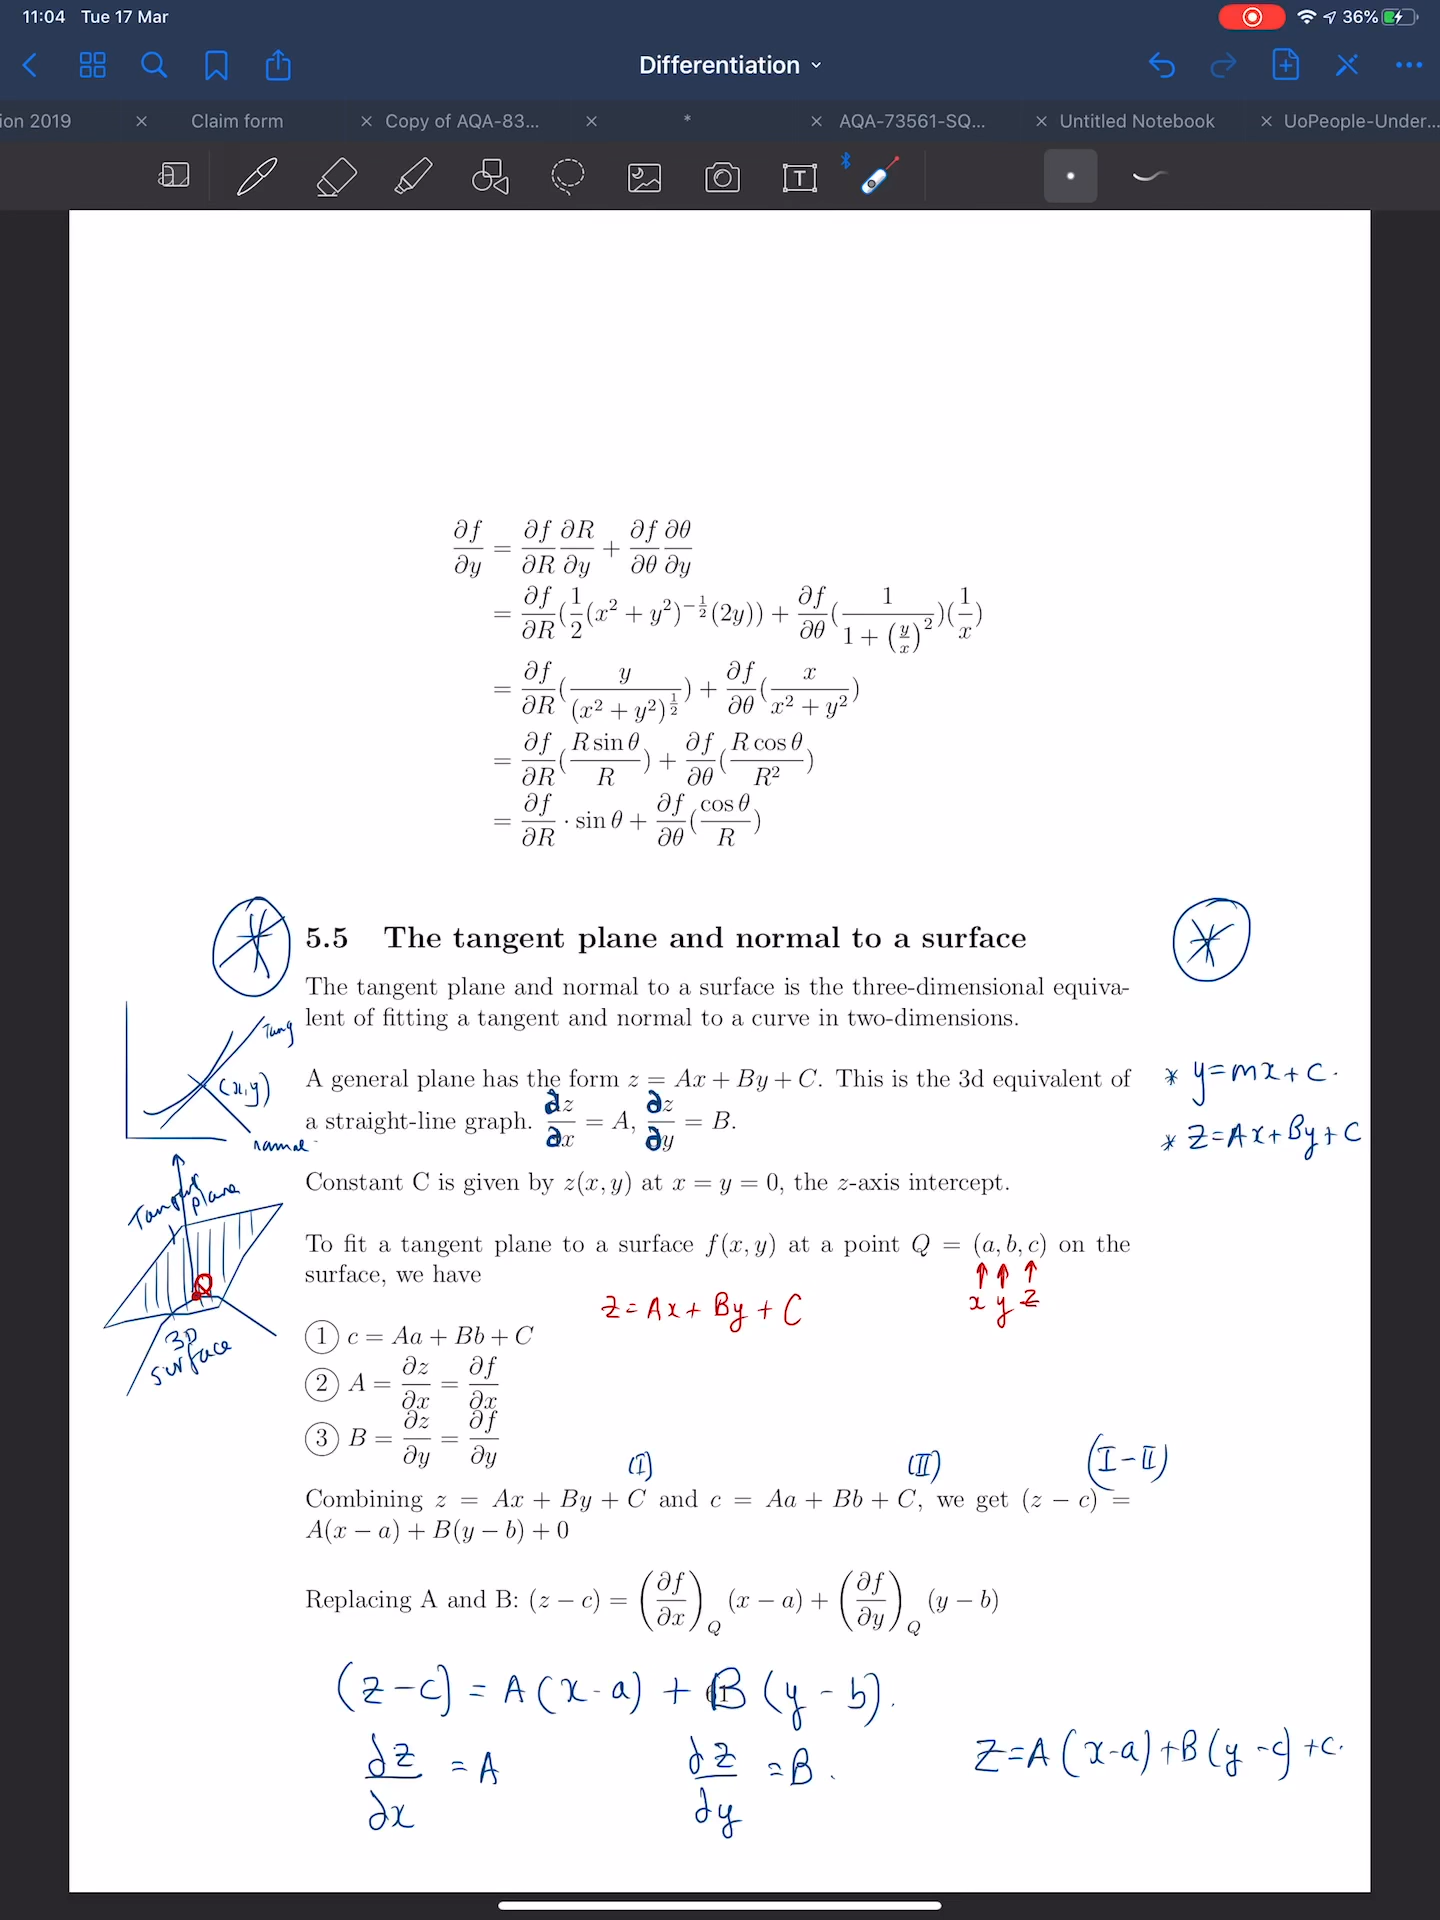 11:04 Tue 17 Mar
36%
Differentiation
ion 2019 × Claim form × Copy of AQA-83... × * × AQA-73561-SQ... × Untitled Notebook × UoPeople-Under...
T
∂f/∂y = ∂f/∂R ∂R/∂y + ∂f/∂θ ∂θ/∂y
= ∂f/∂R (1/2 (x² + y²)^(-1/2) (2y)) + ∂f/∂θ (1/(1 + (y/x)²))(1/x)
= ∂f/∂R (y/(x² + y²)^(1/2)) + ∂f/∂θ (x/(x² + y²))
= ∂f/∂R (R sin θ/R) + ∂f/∂θ (R cos θ/R²)
= ∂f/∂R · sin θ + ∂f/∂θ (cos θ/R)
* 5.5 The tangent plane and normal to a surface *
The tangent plane and normal to a surface is the three-dimensional equiva-
lent of fitting a tangent and normal to a curve in two-dimensions.
Tang
(x,y)
normal
A general plane has the form z = Ax + By + C. This is the 3d equivalent of
a straight-line graph. ∂z/∂x = A, ∂z/∂y = B.
* y=mx+c.
* z=Ax+By+C
Constant C is given by z(x, y) at x = y = 0, the z-axis intercept.
plane
To fit a tangent plane to a surface f(x, y) at a point Q = (a, b, c) on the
surface, we have
x y z
Q
z=Ax+By+C
3D
surface
① c = Aa + Bb + C
② A = ∂z/∂x = ∂f/∂x
③ B = ∂z/∂y = ∂f/∂y
(I) (II) (I-II)
Combining z = Ax + By + C and c = Aa + Bb + C, we get (z − c) =
A(x − a) + B(y − b) + 0
Replacing A and B: (z − c) = (∂f/∂x)_Q (x − a) + (∂f/∂y)_Q (y − b)
(z-c) = A(x-a) + B(y-b).
61
∂z/∂x = A ∂z/∂y = B.
z=A(x-a)+B(y-c)+c.